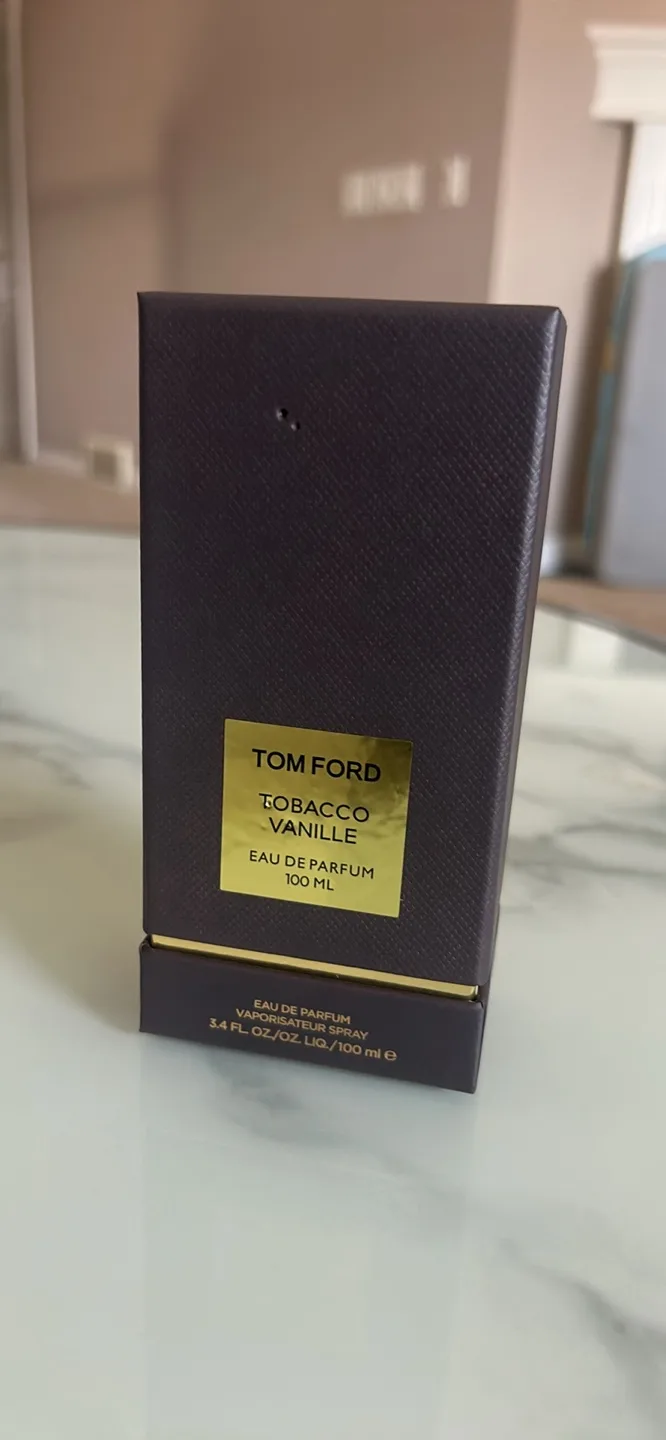 TOM FORD
TOBACCO
VANILLE
EAU DE PARFUM
100 ML
EAU DE PARFUM
VAPORISATEUR SPRAY
3.4 FL. OZ./OZ. LIQ./100 ml ℮